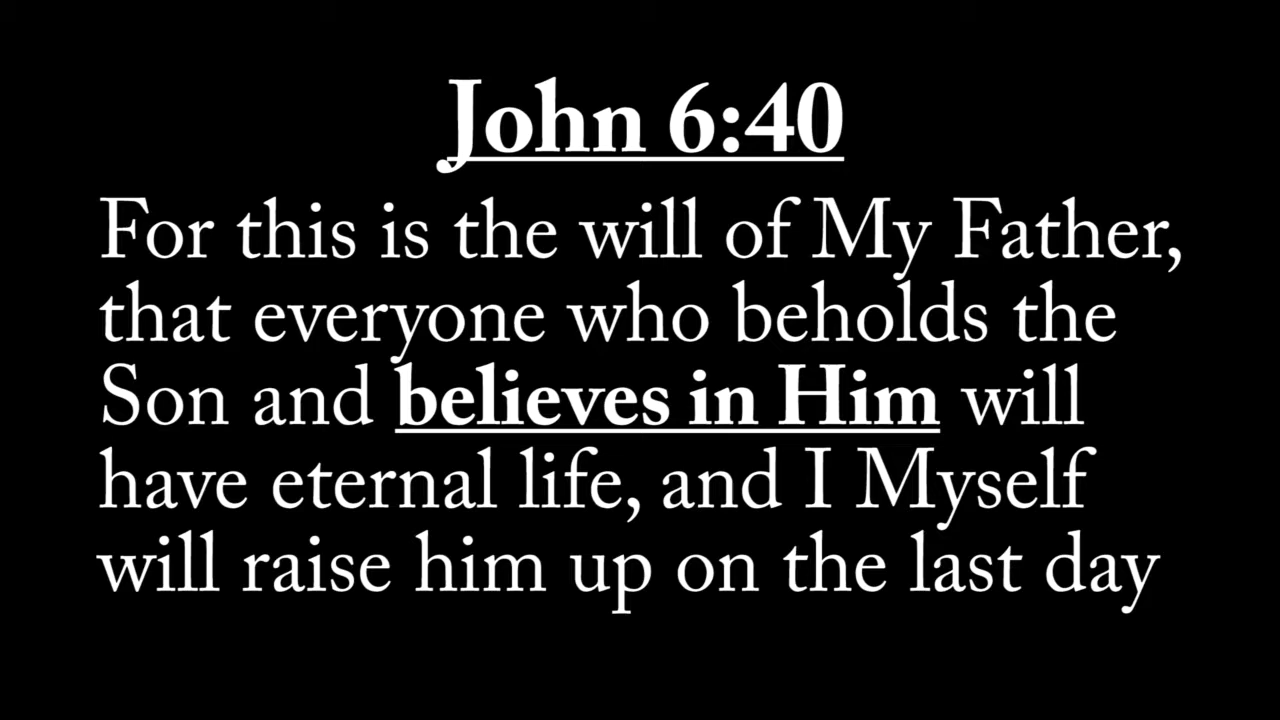 John 6:40
For this is the will of My Father,
that everyone who beholds the
Son and believes in Him will
have eternal life, and I Myself
will raise him up on the last day